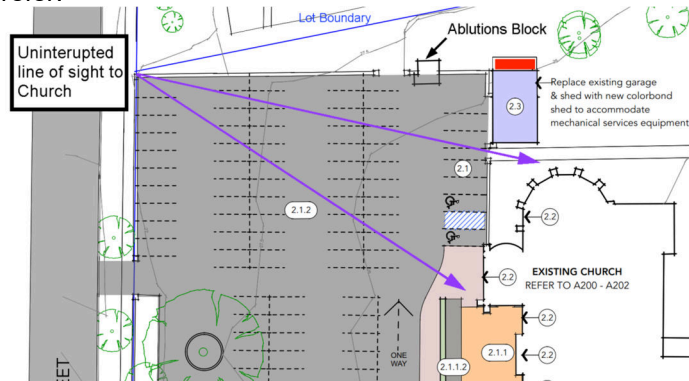 Lot Boundary
Ablutions Block
Uninterupted
line of sight to
Church
Replace existing garage
& shed with new colorbond
shed to accommodate
mechanical services equipment
2.3
2.1
2.1.2
2.2
2.2
EXISTING CHURCH
REFER TO A200 - A202
2.2
ONE
WAY
2.1.1
2.2
2.1.1.2
EET